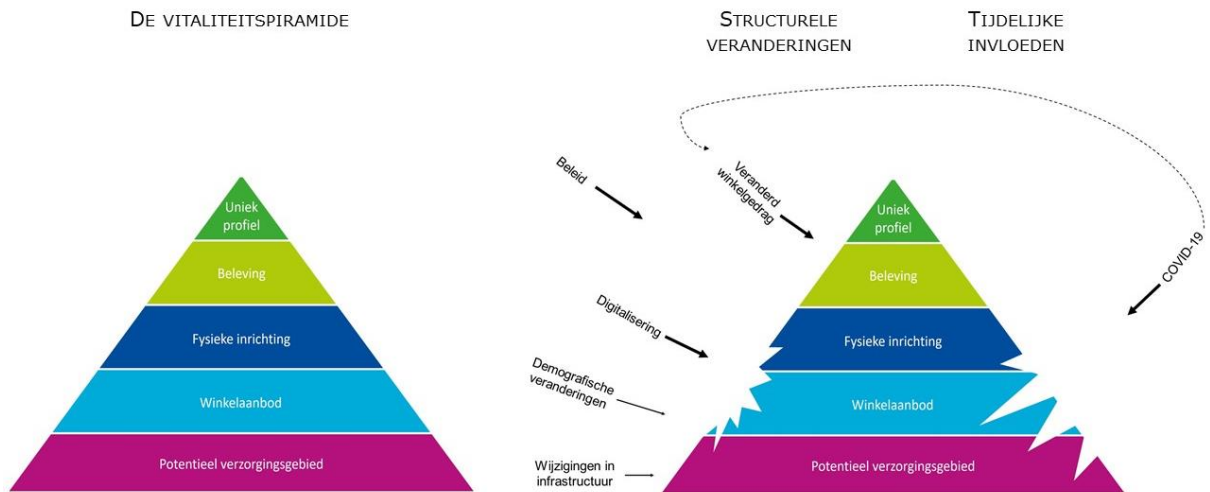 DE VITALITEITSPIRAMIDE
Uniek
profiel
Beleving
Fysieke inrichting
Winkelaanbod
Potentieel verzorgingsgebied
STRUCTURELE
VERANDERINGEN
TIJDELIJKE
INVLOEDEN
Beleid
Veranderd
winkelgedrag
Digitalisering
Demografische
veranderingen
Wijzigingen in
infrastructuur
COVID-19
Uniek
profiel
Beleving
Fysieke inrichting
Winkelaanbod
Potentieel verzorgingsgebied